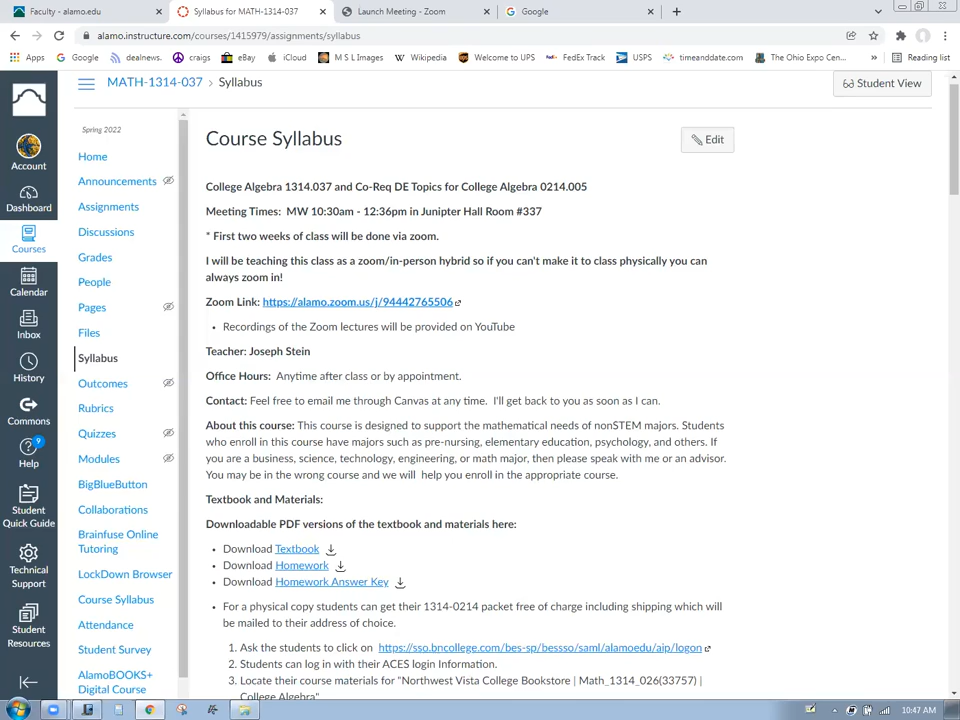 Faculty - alamo.edu
Syllabus for MATH-1314-037
Launch Meeting - Zoom
Google
alamo.instructure.com/courses/1415979/assignments/syllabus
Apps
Google
dealnews.
craigs
eBay
iCloud
M S L Images
Wikipedia
Welcome to UPS
FedEx Track
USPS
timeanddate.com
The Ohio Expo Cen...
»
Reading list
MATH-1314-037 > Syllabus
Student View
Account
Dashboard
Courses
Calendar
Inbox
History
Commons
9
Help
Student
Quick Guide
Technical
Support
Student
Resources
Spring 2022
Home
Announcements
Assignments
Discussions
Grades
People
Pages
Files
Syllabus
Outcomes
Rubrics
Quizzes
Modules
BigBlueButton
Collaborations
Brainfuse Online
Tutoring
LockDown Browser
Course Syllabus
Attendance
Student Survey
AlamoBOOKS+
Digital Course
Course Syllabus
Edit
College Algebra 1314.037 and Co-Req DE Topics for College Algebra 0214.005
Meeting Times: MW 10:30am - 12:36pm in Junipter Hall Room #337
* First two weeks of class will be done via zoom.
I will be teaching this class as a zoom/in-person hybrid so if you can't make it to class physically you can
always zoom in!
Zoom Link: https://alamo.zoom.us/j/94442765506
• Recordings of the Zoom lectures will be provided on YouTube
Teacher: Joseph Stein
Office Hours: Anytime after class or by appointment.
Contact: Feel free to email me through Canvas at any time. I'll get back to you as soon as I can.
About this course: This course is designed to support the mathematical needs of nonSTEM majors. Students
who enroll in this course have majors such as pre-nursing, elementary education, psychology, and others. If
you are a business, science, technology, engineering, or math major, then please speak with me or an advisor.
You may be in the wrong course and we will help you enroll in the appropriate course.
Textbook and Materials:
Downloadable PDF versions of the textbook and materials here:
• Download Textbook
• Download Homework
• Download Homework Answer Key
• For a physical copy students can get their 1314-0214 packet free of charge including shipping which will
be mailed to their address of choice.
1. Ask the students to click on https://sso.bncollege.com/bes-sp/bessso/saml/alamoedu/aip/logon
2. Students can log in with their ACES login Information.
3. Locate their course materials for "Northwest Vista College Bookstore | Math_1314_026(33757) |
College Algebra"
10:47 AM